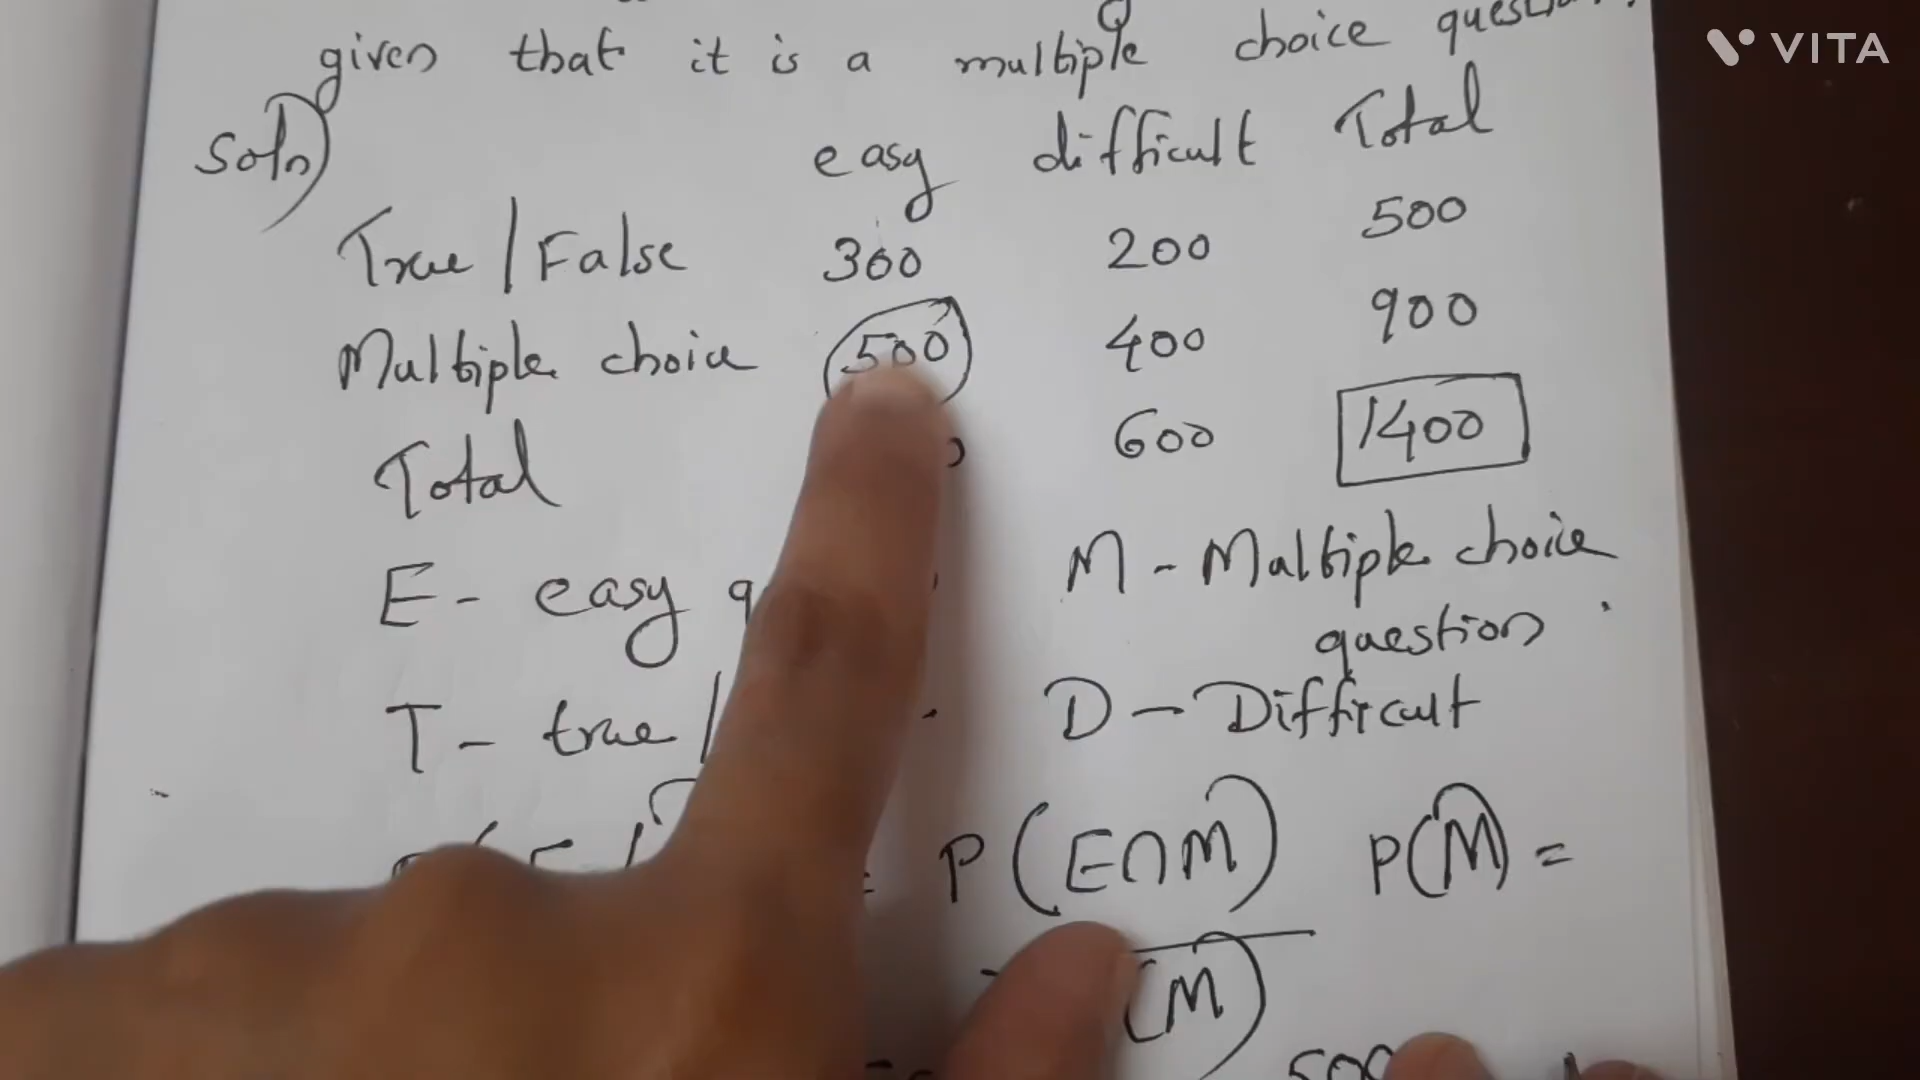 given that it is a multiple choice question.
VITA
Soln)
easy difficult Total
True/False 300 200 500
Multiple choice 500 400 900
Total 600 1400
E - easy M - Multiple choice
question
T - true/ D - Difficult
= P(E∩M) P(M) =
(M)
500